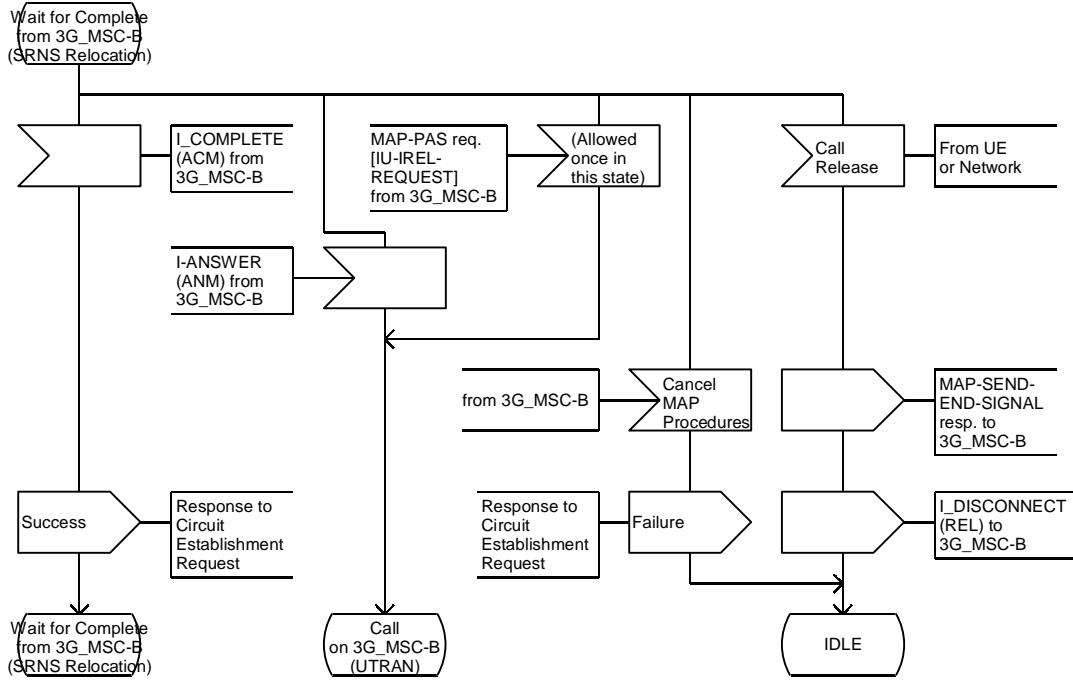 Wait for Complete
from 3G_MSC-B
(SRNS Relocation)
I_COMPLETE
(ACM) from
3G_MSC-B
MAP-PAS req.
[IU-IREL-
REQUEST]
from 3G_MSC-B
(Allowed
once in
this state)
Call
Release
From UE
or Network
I-ANSWER
(ANM) from
3G_MSC-B
from 3G_MSC-B
Cancel
MAP
Procedures
MAP-SEND-
END-SIGNAL
resp. to
3G_MSC-B
Success
Response to
Circuit
Establishment
Request
Response to
Circuit
Establishment
Request
Failure
I_DISCONNECT
(REL) to
3G_MSC-B
Wait for Complete
from 3G_MSC-B
(SRNS Relocation)
Call
on 3G_MSC-B
(UTRAN)
IDLE